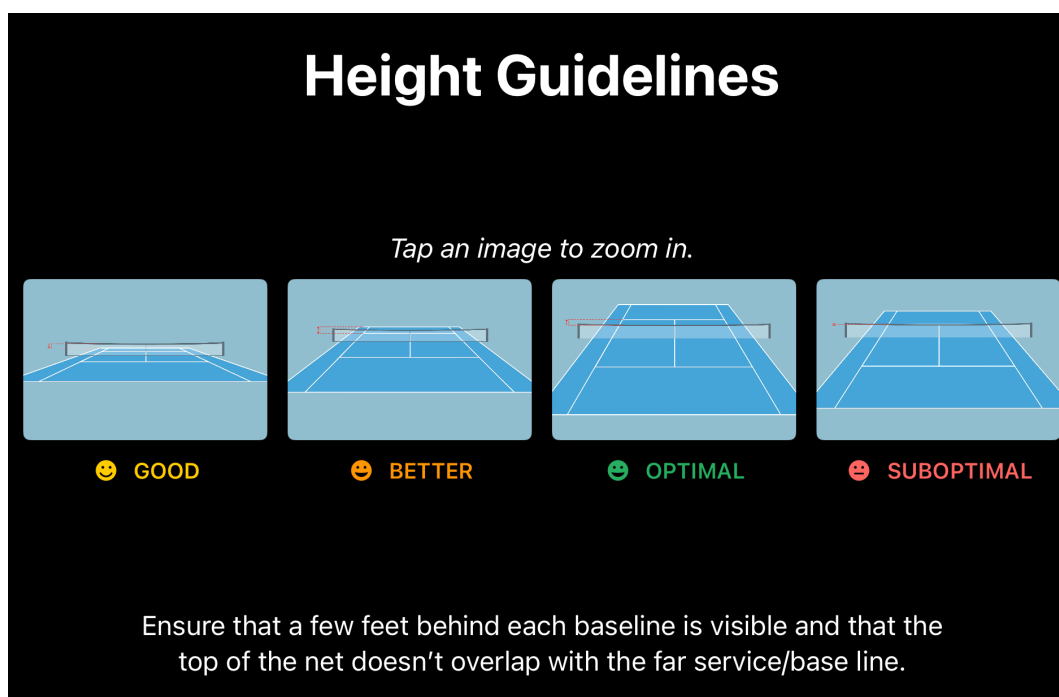 Height Guidelines
Tap an image to zoom in.
GOOD
BETTER
OPTIMAL
SUBOPTIMAL
Ensure that a few feet behind each baseline is visible and that the
top of the net doesn’t overlap with the far service/base line.